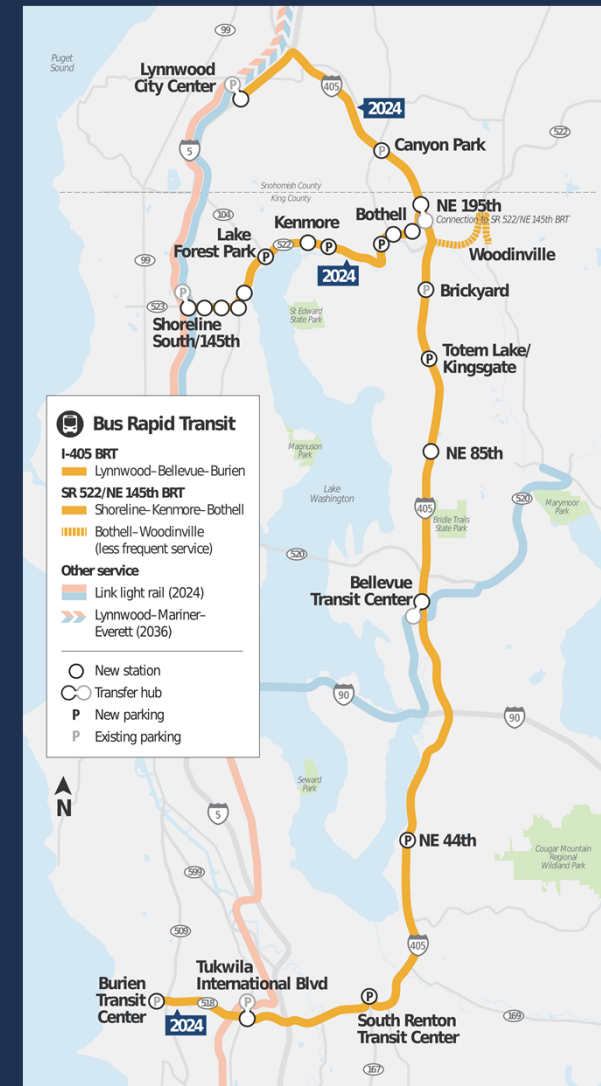 99
Puget
Sound
Lynnwood
City Center
P
405
2024
522
Canyon Park
P
5
Snohomish County
King County
NE 195th
Connection to SR 522/NE 145th BRT
104
Kenmore
Bothell
Lake
Forest Park
P
522
P
P
Woodinville
99
2024
P
Brickyard
P
523
Shoreline
South/145th
St Edward
State Park
P
Totem Lake/
Kingsgate
Bus Rapid Transit
I-405 BRT
Lynnwood–Bellevue–Burien
SR 522/NE 145th BRT
Shoreline–Kenmore–Bothell
Bothell–Woodinville
(less frequent service)
Other service
Link light rail (2024)
Lynnwood–Mariner–
Everett (2036)
New station
Transfer hub
P New parking
P Existing parking
N
Magnuson
Park
NE 85th
Lake
Washington
405
Bridle Trails
State Park
520
Marymoor
Park
520
Bellevue
Transit Center
90
90
Seward
Park
5
P
NE 44th
Cougar Mountain
Regional
Wildland Park
599
509
405
Tukwila
International Blvd
Burien
Transit
Center
P
518
P
P
2024
South Renton
Transit Center
169
167